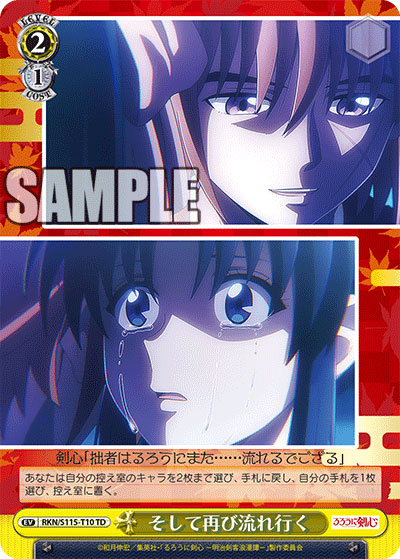 LEVEL
2
1
COST
SAMPLE
剣心「拙者はるろうにまた……流れるでござる」
あなたは自分の控え室のキャラを2枚まで選び、手札に戻し、自分の手札を1枚
選び、控え室に置く。
EV RKN/S115-T10 TD そして再び流れ行く るろうに剣心
©和月伸宏／集英社・「るろうに剣心 －明治剣客浪漫譚－」製作委員会